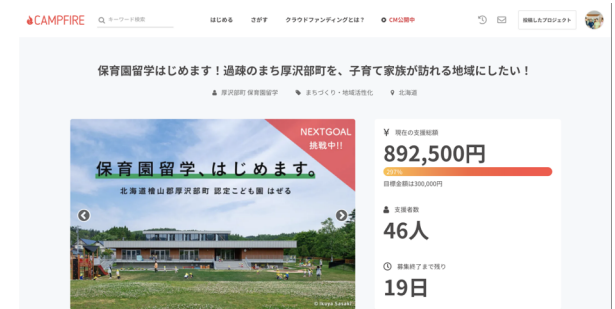 CAMPFIRE
キーワード検索
はじめる
さがす
クラウドファンディングとは？
CM公開中
投稿したプロジェクト
保育園留学はじめます！過疎のまち厚沢部町を、子育て家族が訪れる地域にしたい！
厚沢部町 保育園留学
まちづくり・地域活性化
北海道
NEXTGOAL
挑戦中!!
保育園留学、はじめます。
北海道檜山郡厚沢部町 認定こども園 はぜる
© Ikuya Sasaki
現在の支援総額
892,500円
297%
目標金額は300,000円
支援者数
46人
募集終了まで残り
19日